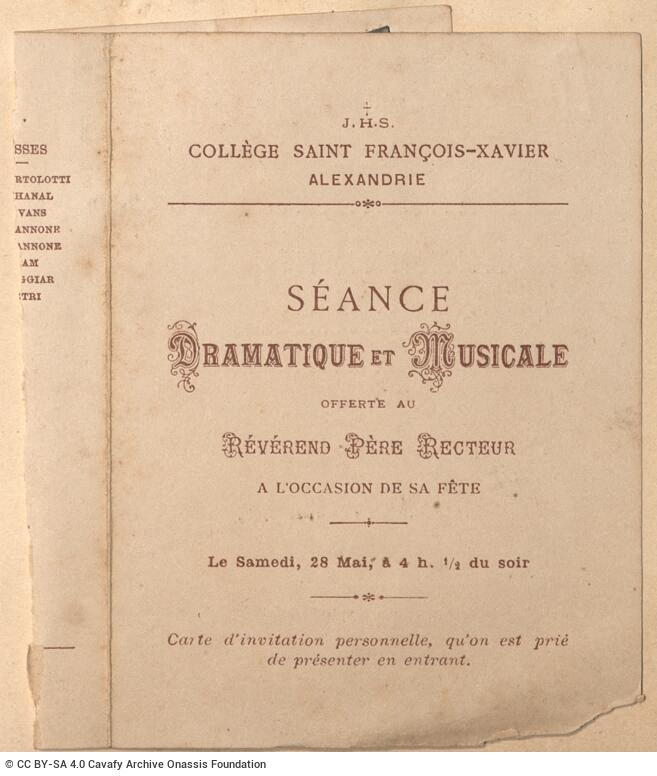 SSES
RTOLOTTI
HANAL
VANS
ANNONE
ANNONE
AM
GGIAR
TRI
J.H.S.
COLLÈGE SAINT FRANÇOIS-XAVIER
ALEXANDRIE
SÉANCE
DRAMATIQUE ET MUSICALE
OFFERTE AU
RÉVÉREND PÈRE RECTEUR
A L'OCCASION DE SA FÊTE
Le Samedi, 28 Mai, à 4 h. 1/2 du soir
Carte d'invitation personnelle, qu'on est prié
de présenter en entrant.
© CC BY-SA 4.0 Cavafy Archive Onassis Foundation